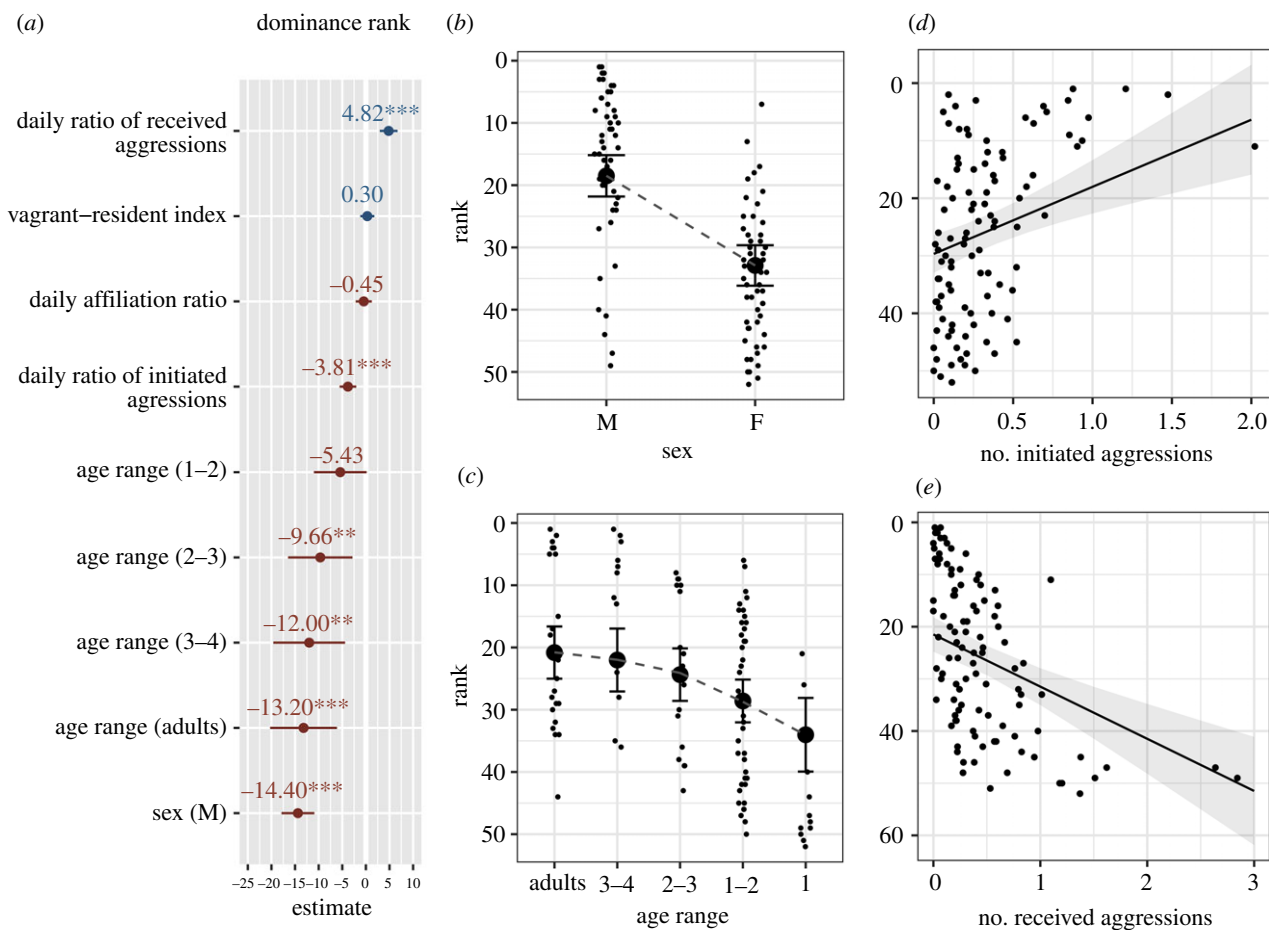 (a)
dominance rank
daily ratio of received
aggressions
4.82***
vagrant–resident index
0.30
daily affiliation ratio
–0.45
daily ratio of initiated
agressions
–3.81***
age range (1–2)
–5.43
age range (2–3)
–9.66**
age range (3–4)
–12.00**
age range (adults)
–13.20***
sex (M)
–14.40***
–25 –20 –15 –10 –5 0 5 10
estimate
(b)
rank
0
10
20
30
40
50
M F
sex
(c)
rank
0
10
20
30
40
50
adults 3–4 2–3 1–2 1
age range
(d)
0
20
40
0 0.5 1.0 1.5 2.0
no. initiated aggressions
(e)
0
20
40
60
0 1 2 3
no. received aggressions